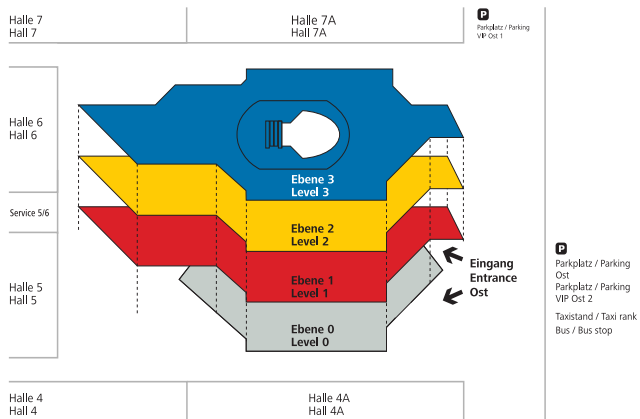 Halle 7
Hall 7
Halle 7A
Hall 7A
P
Parkplatz / Parking
VIP Ost 1
Halle 6
Hall 6
Ebene 3
Level 3
Service 5/6
Ebene 2
Level 2
Eingang
Entrance
Ost
P
Parkplatz / Parking
Ost
Parkplatz / Parking
VIP Ost 2
Taxistand / Taxi rank
Bus / Bus stop
Halle 5
Hall 5
Ebene 1
Level 1
Ebene 0
Level 0
Halle 4
Hall 4
Halle 4A
Hall 4A